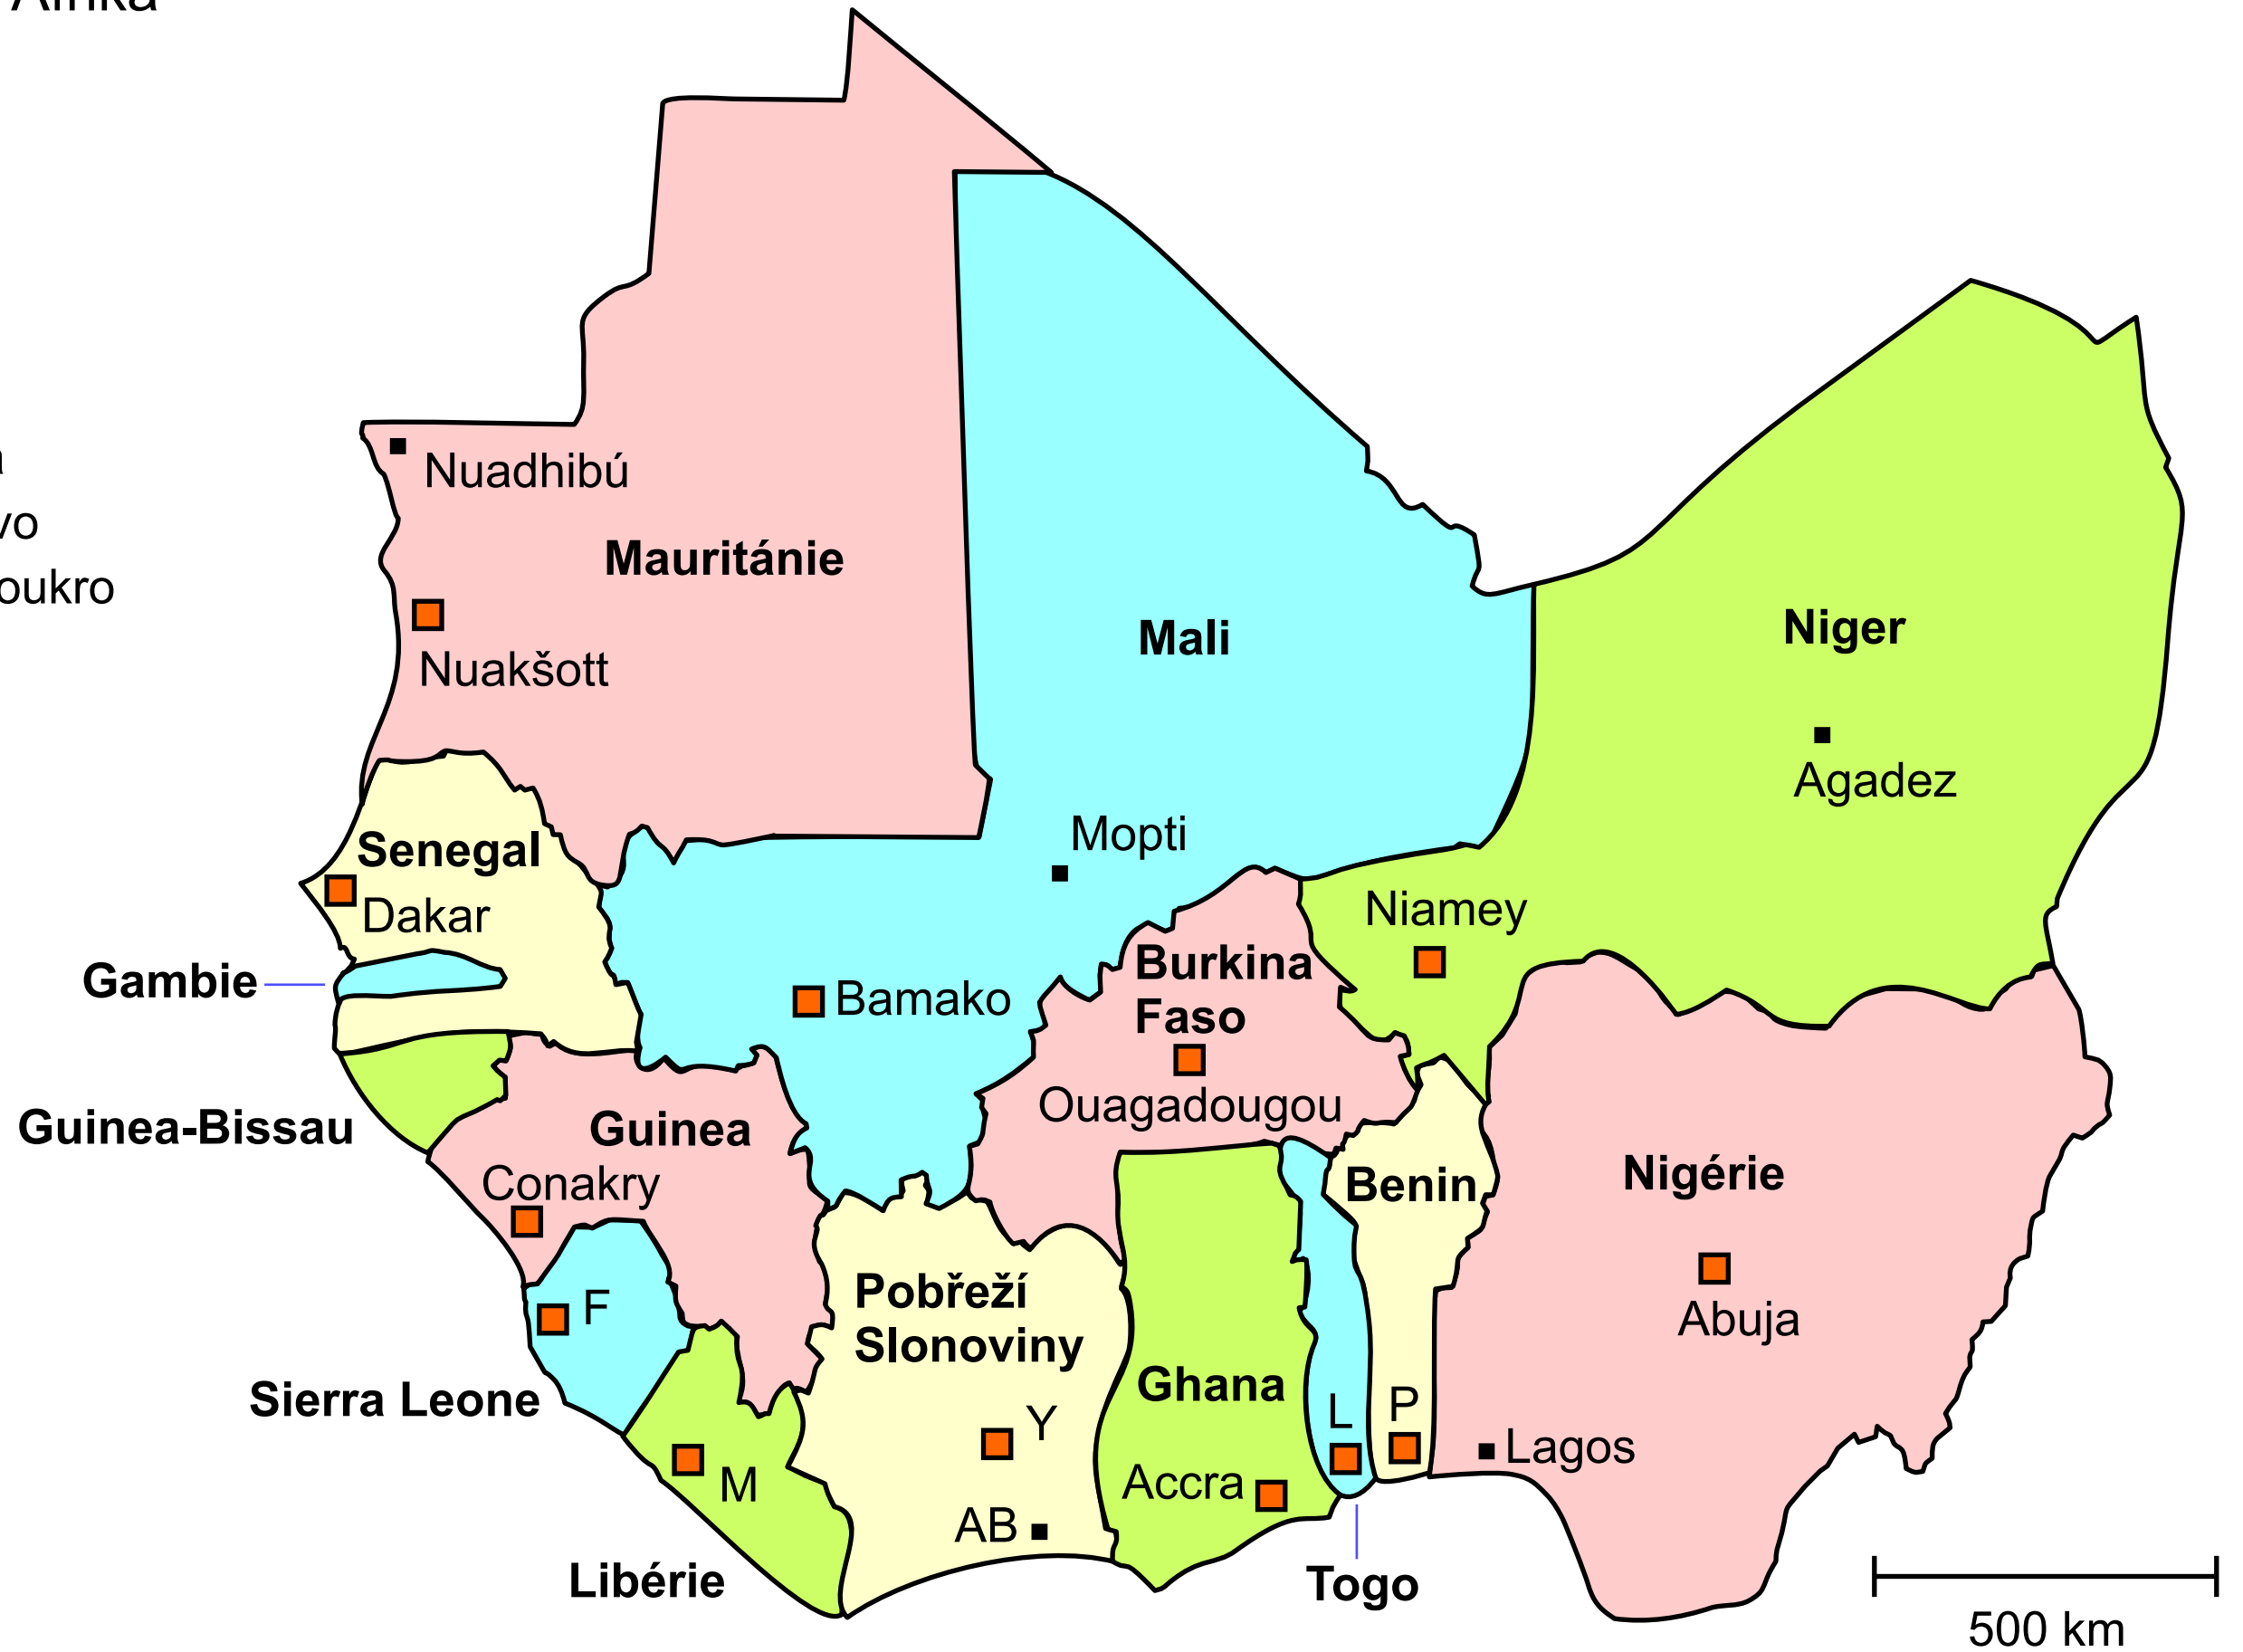 Nuadhibú
Mauritánie
Nuakšott
Mali
Niger
Agadez
Mopti
Senegal
Dakar
Niamey
Gambie
Bamako
Burkina
Faso
Ouagadougou
Guinea-Bissau
Guinea
Conakry
Benin
Nigérie
Abuja
F
Pobřeží
Slonoviny
Sierra Leone
Ghana
L
P
Y
Lagos
M
Accra
AB
Libérie
Togo
500 km